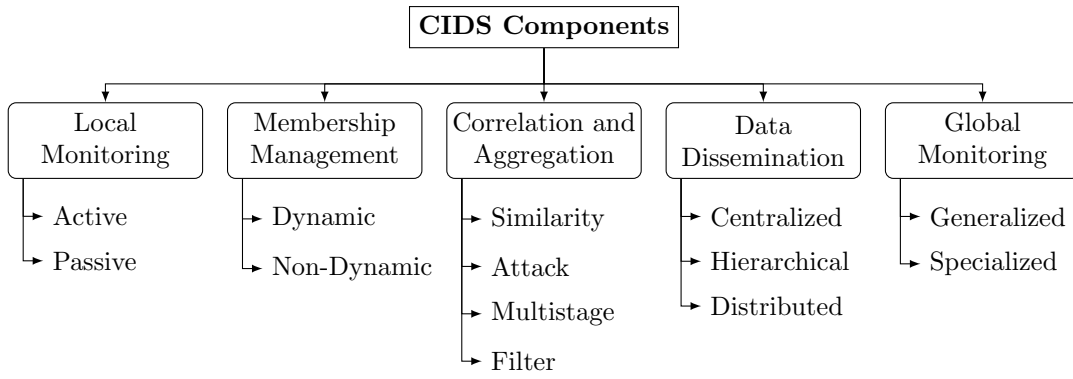 CIDS Components
Local
Monitoring
Active
Passive
Membership
Management
Dynamic
Non-Dynamic
Correlation and
Aggregation
Similarity
Attack
Multistage
Filter
Data
Dissemination
Centralized
Hierarchical
Distributed
Global
Monitoring
Generalized
Specialized